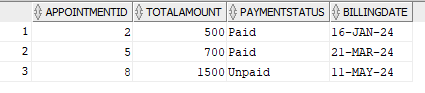 APPOINTMENTID TOTALAMOUNT PAYMENTSTATUS BILLINGDATE
1 2 500 Paid 16-JAN-24
2 5 700 Paid 21-MAR-24
3 8 1500 Unpaid 11-MAY-24